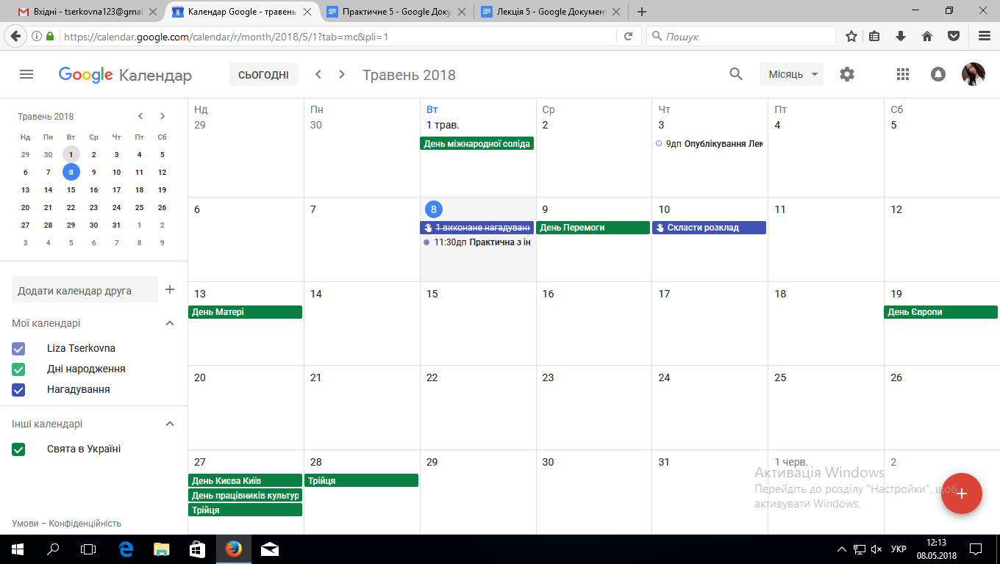 Вхідні - tserkovna123@gmai
Календар Google - травень
Практичне 5 - Google Доку
Лекція 5 - Google Документ
https://calendar.google.com/calendar/r/month/2018/5/1?tab=mc&pli=1
Пошук
Google Календар
СЬОГОДНІ
Травень 2018
Місяць
Травень 2018
Нд Пн Вт Ср Чт Пт Сб
29 30 1 2 3 4 5
6 7 8 9 10 11 12
13 14 15 16 17 18 19
20 21 22 23 24 25 26
27 28 29 30 31 1 2
3 4 5 6 7 8 9
Додати календар друга
Мої календарі
Liza Tserkovna
Дні народження
Нагадування
Інші календарі
Свята в Україні
Умови – Конфіденційність
Нд Пн Вт Ср Чт Пт Сб
29 30 1 трав. 2 3 4 5
День міжнародної соліда
9дп Опублікування Лек
6 7 8 9 10 11 12
1 виконане нагадуванн
День Перемоги
Скласти розклад
11:30дп Практична з ін
13 14 15 16 17 18 19
День Матері
День Європи
20 21 22 23 24 25 26
27 28 29 30 31 1 черв. 2
День Києва Київ
Трійця
День працівників культур
Трійця
Активація Windows
Перейдіть до розділу "Настройки", щоб
активувати Windows.
8
УКР
12:13
08.05.2018